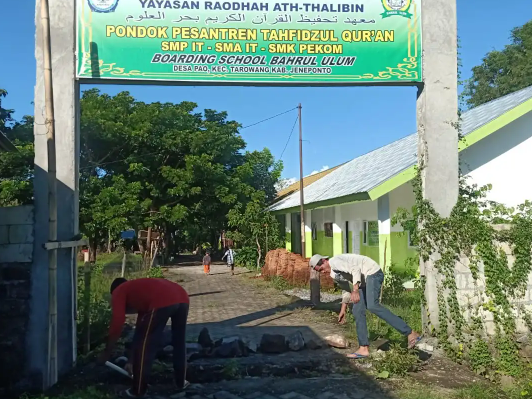 YAYASAN RAODHAH ATH-THALIBIN
معهد تحفيظ القرآن الكريم بحر العلوم
PONDOK PESANTREN TAHFIDZUL QUR'AN
SMP IT - SMA IT - SMK PEKOM
BOARDING SCHOOL BAHRUL ULUM
DESA PAO, KEC. TAROWANG KAB. JENEPONTO